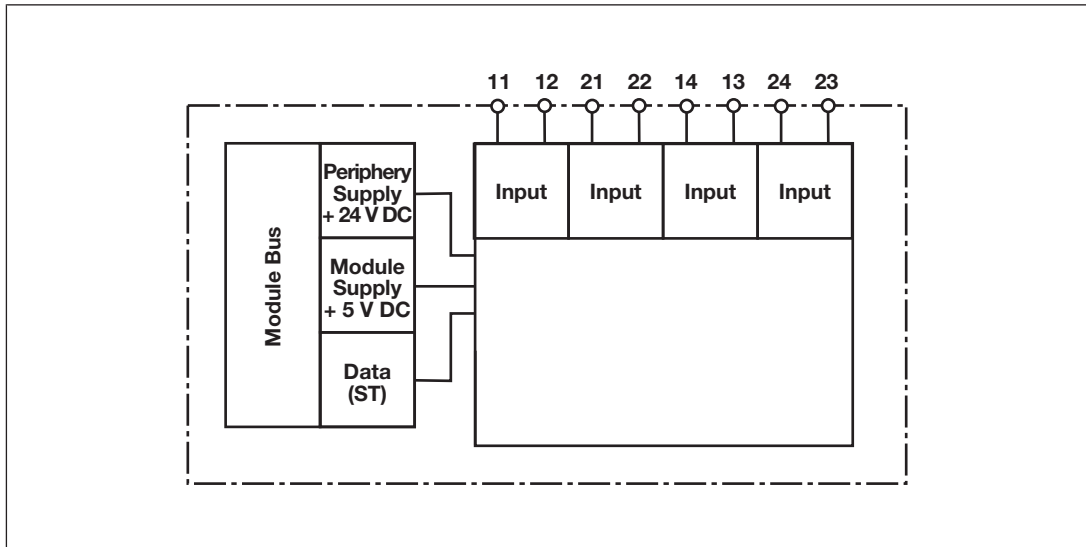 11 12 21 22 14 13 24 23
Periphery
Supply
+ 24 V DC
Module
Supply
+ 5 V DC
Data
(ST)
Module Bus
Input Input Input Input